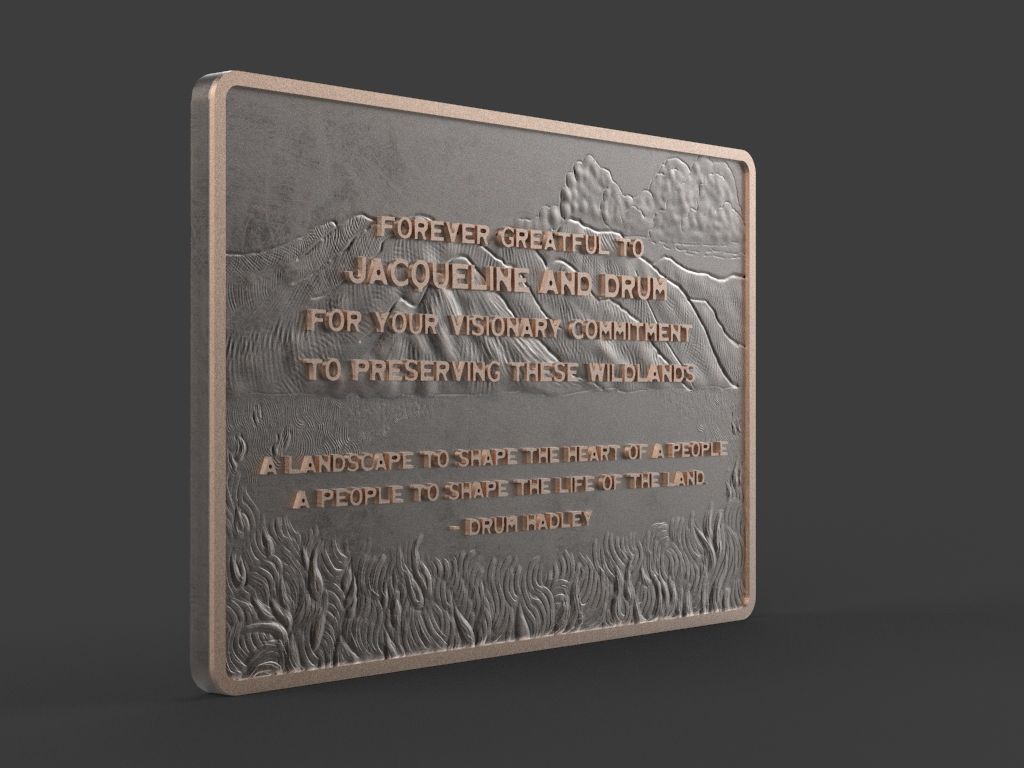 FOREVER GREATFUL TO
JACQUELINE AND DRUM
FOR YOUR VISIONARY COMMITMENT
TO PRESERVING THESE WILDLANDS
A LANDSCAPE TO SHAPE THE HEART OF A PEOPLE
A PEOPLE TO SHAPE THE LIFE OF THE LAND.
- DRUM HADLEY